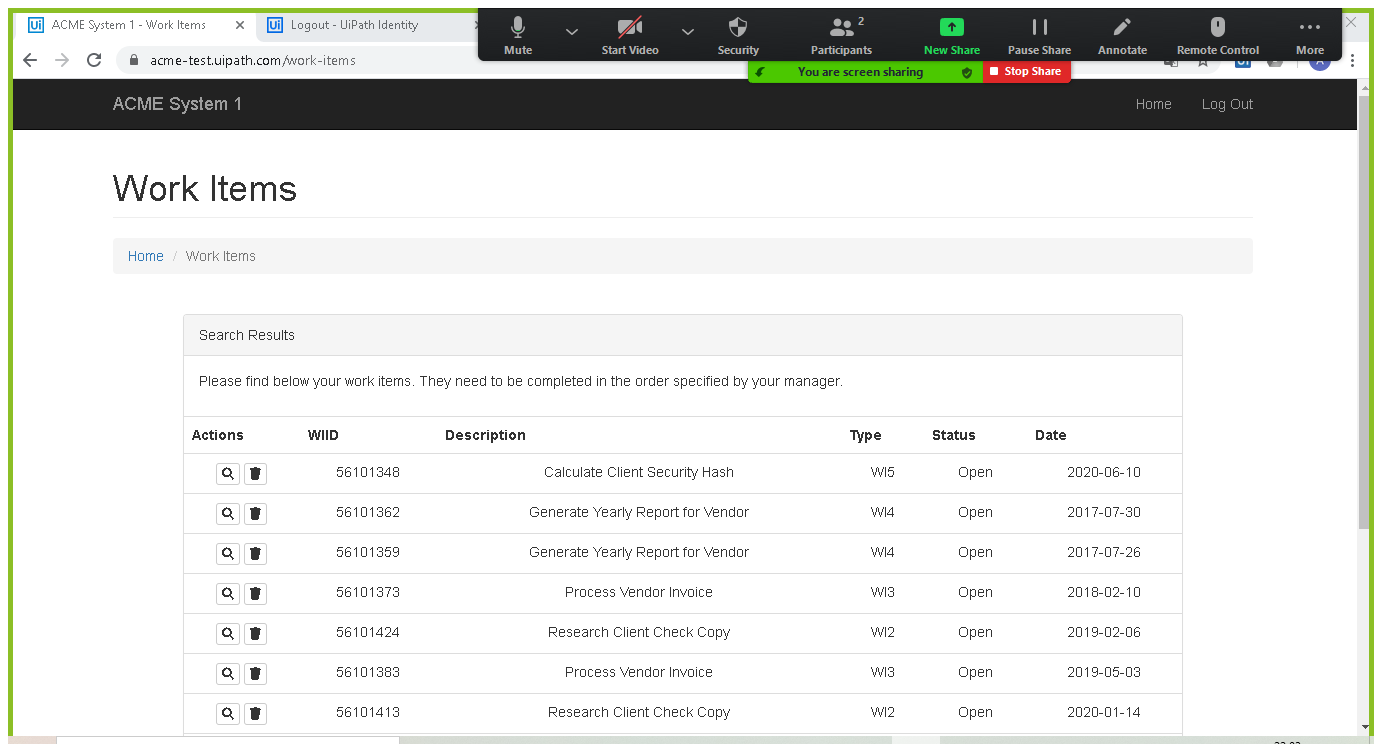 Ui ACME System 1 - Work Items
Ui Logout - UiPath Identity
Mute
Start Video
Security
Participants 2
New Share
Pause Share
Annotate
Remote Control
More
acme-test.uipath.com/work-items
You are screen sharing
Stop Share
ACME System 1
Home
Log Out
Work Items
Home / Work Items
Search Results
Please find below your work items. They need to be completed in the order specified by your manager.
Actions WIID Description Type Status Date
56101348 Calculate Client Security Hash WI5 Open 2020-06-10
56101362 Generate Yearly Report for Vendor WI4 Open 2017-07-30
56101359 Generate Yearly Report for Vendor WI4 Open 2017-07-26
56101373 Process Vendor Invoice WI3 Open 2018-02-10
56101424 Research Client Check Copy WI2 Open 2019-02-06
56101383 Process Vendor Invoice WI3 Open 2019-05-03
56101413 Research Client Check Copy WI2 Open 2020-01-14